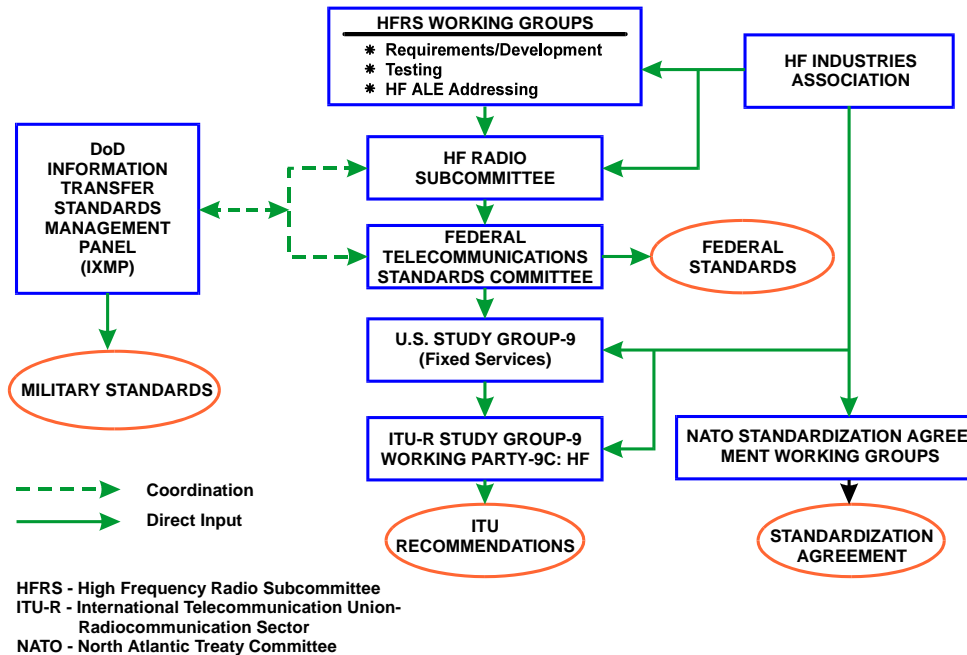 HFRS WORKING GROUPS
* Requirements/Development
* Testing
* HF ALE Addressing
HF INDUSTRIES
ASSOCIATION
DoD
INFORMATION
TRANSFER
STANDARDS
MANAGEMENT
PANEL
(IXMP)
HF RADIO
SUBCOMMITTEE
FEDERAL
TELECOMMUNICATIONS
STANDARDS COMMITTEE
FEDERAL
STANDARDS
U.S. STUDY GROUP-9
(Fixed Services)
MILITARY STANDARDS
ITU-R STUDY GROUP-9
WORKING PARTY-9C: HF
NATO STANDARDIZATION AGREE
MENT WORKING GROUPS
Coordination
Direct Input
ITU
RECOMMENDATIONS
STANDARDIZATION
AGREEMENT
HFRS - High Frequency Radio Subcommittee
ITU-R - International Telecommunication Union-
Radiocommunication Sector
NATO - North Atlantic Treaty Committee